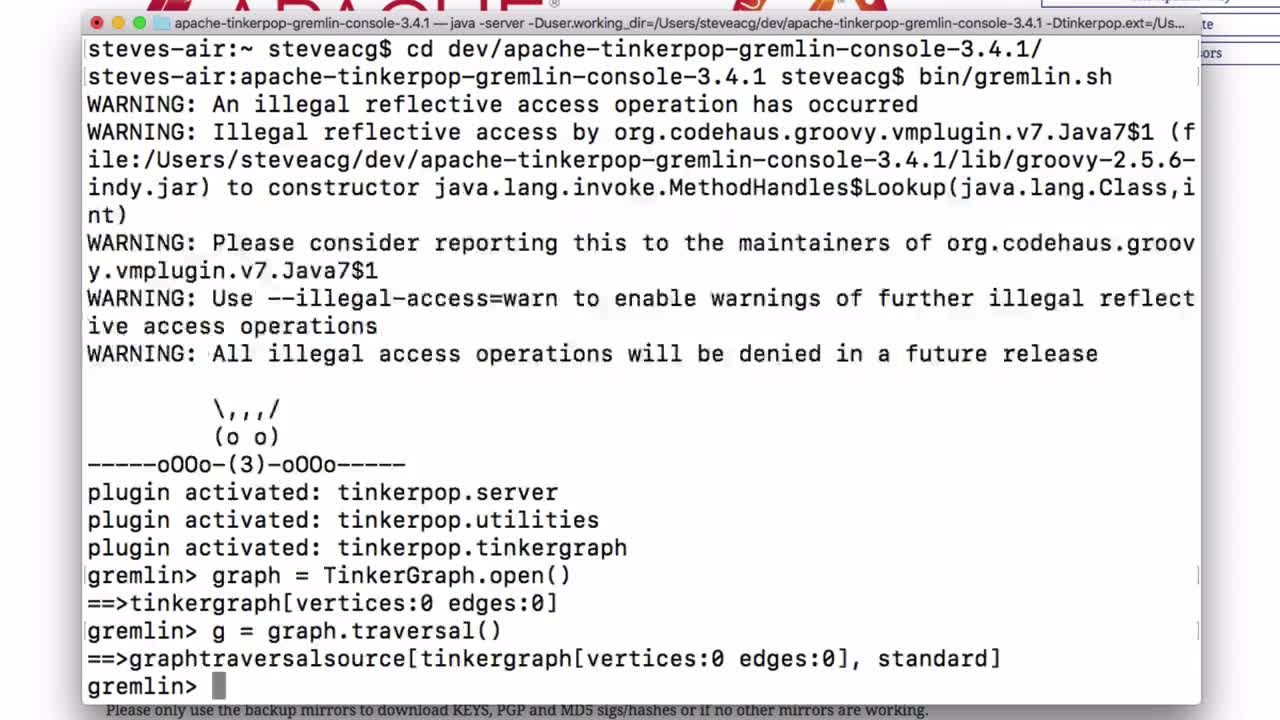 APACHE®
apache-tinkerpop-gremlin-console-3.4.1 — java -server -Duser.working_dir=/Users/steveacg/dev/apache-tinkerpop-gremlin-console-3.4.1 -Dtinkerpop.ext=/Us...
steves-air:~ steveacg$ cd dev/apache-tinkerpop-gremlin-console-3.4.1/
steves-air:apache-tinkerpop-gremlin-console-3.4.1 steveacg$ bin/gremlin.sh
WARNING: An illegal reflective access operation has occurred
WARNING: Illegal reflective access by org.codehaus.groovy.vmplugin.v7.Java7$1 (f
ile:/Users/steveacg/dev/apache-tinkerpop-gremlin-console-3.4.1/lib/groovy-2.5.6-
indy.jar) to constructor java.lang.invoke.MethodHandles$Lookup(java.lang.Class,i
nt)
WARNING: Please consider reporting this to the maintainers of org.codehaus.groov
y.vmplugin.v7.Java7$1
WARNING: Use --illegal-access=warn to enable warnings of further illegal reflect
ive access operations
WARNING: All illegal access operations will be denied in a future release
\,,,/
(o o)
-----oOOo-(3)-oOOo-----
plugin activated: tinkerpop.server
plugin activated: tinkerpop.utilities
plugin activated: tinkerpop.tinkergraph
gremlin> graph = TinkerGraph.open()
==>tinkergraph[vertices:0 edges:0]
gremlin> g = graph.traversal()
==>graphtraversalsource[tinkergraph[vertices:0 edges:0], standard]
gremlin>
Please only use the backup mirrors to download KEYS, PGP and MD5 sigs/hashes or if no other mirrors are working.